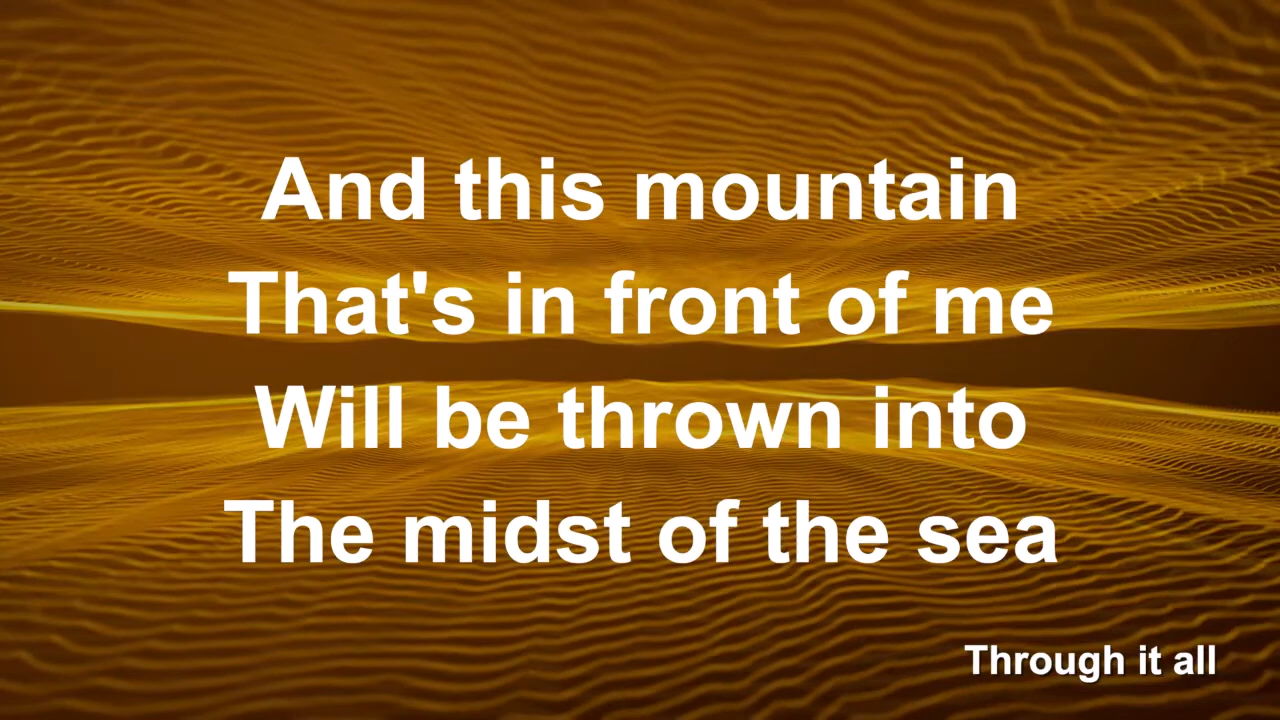 And this mountain
That's in front of me
Will be thrown into
The midst of the sea
Through it all